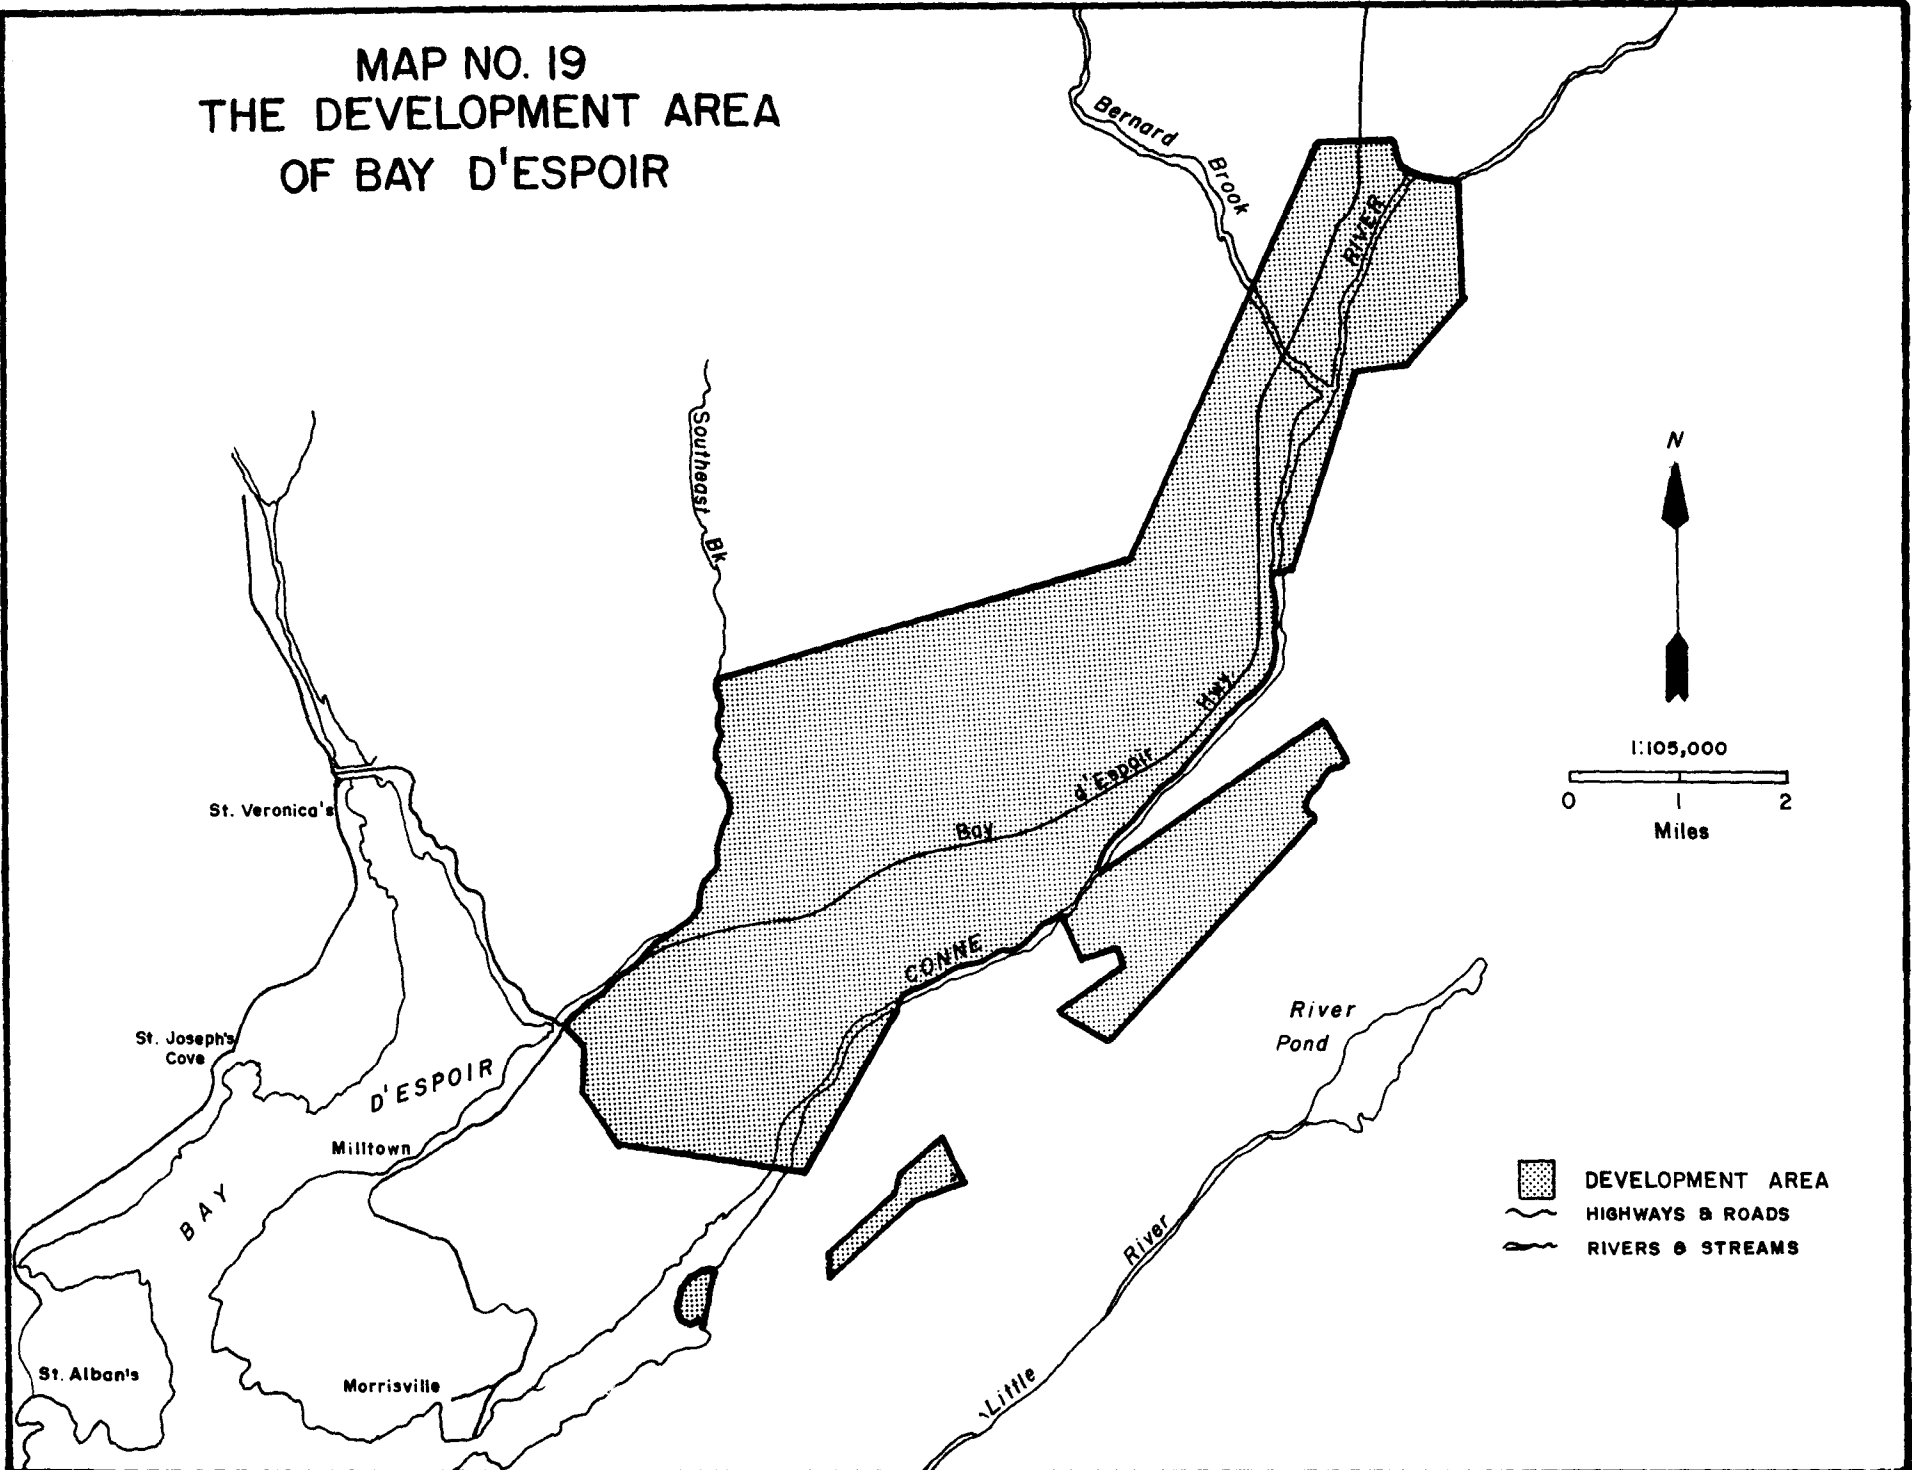 MAP NO. 19
THE DEVELOPMENT AREA
OF BAY D'ESPOIR
Bernard
Brook
RIVER
Southeast Bk
N
1:105,000
0 1 2
Miles
Hwy
d'Espoir
Bay
St. Veronica's
CONNE
River
Pond
St. Joseph's
Cove
D'ESPOIR
Milltown
BAY
River
Little
St. Alban's
Morrisville
DEVELOPMENT AREA
HIGHWAYS & ROADS
RIVERS & STREAMS